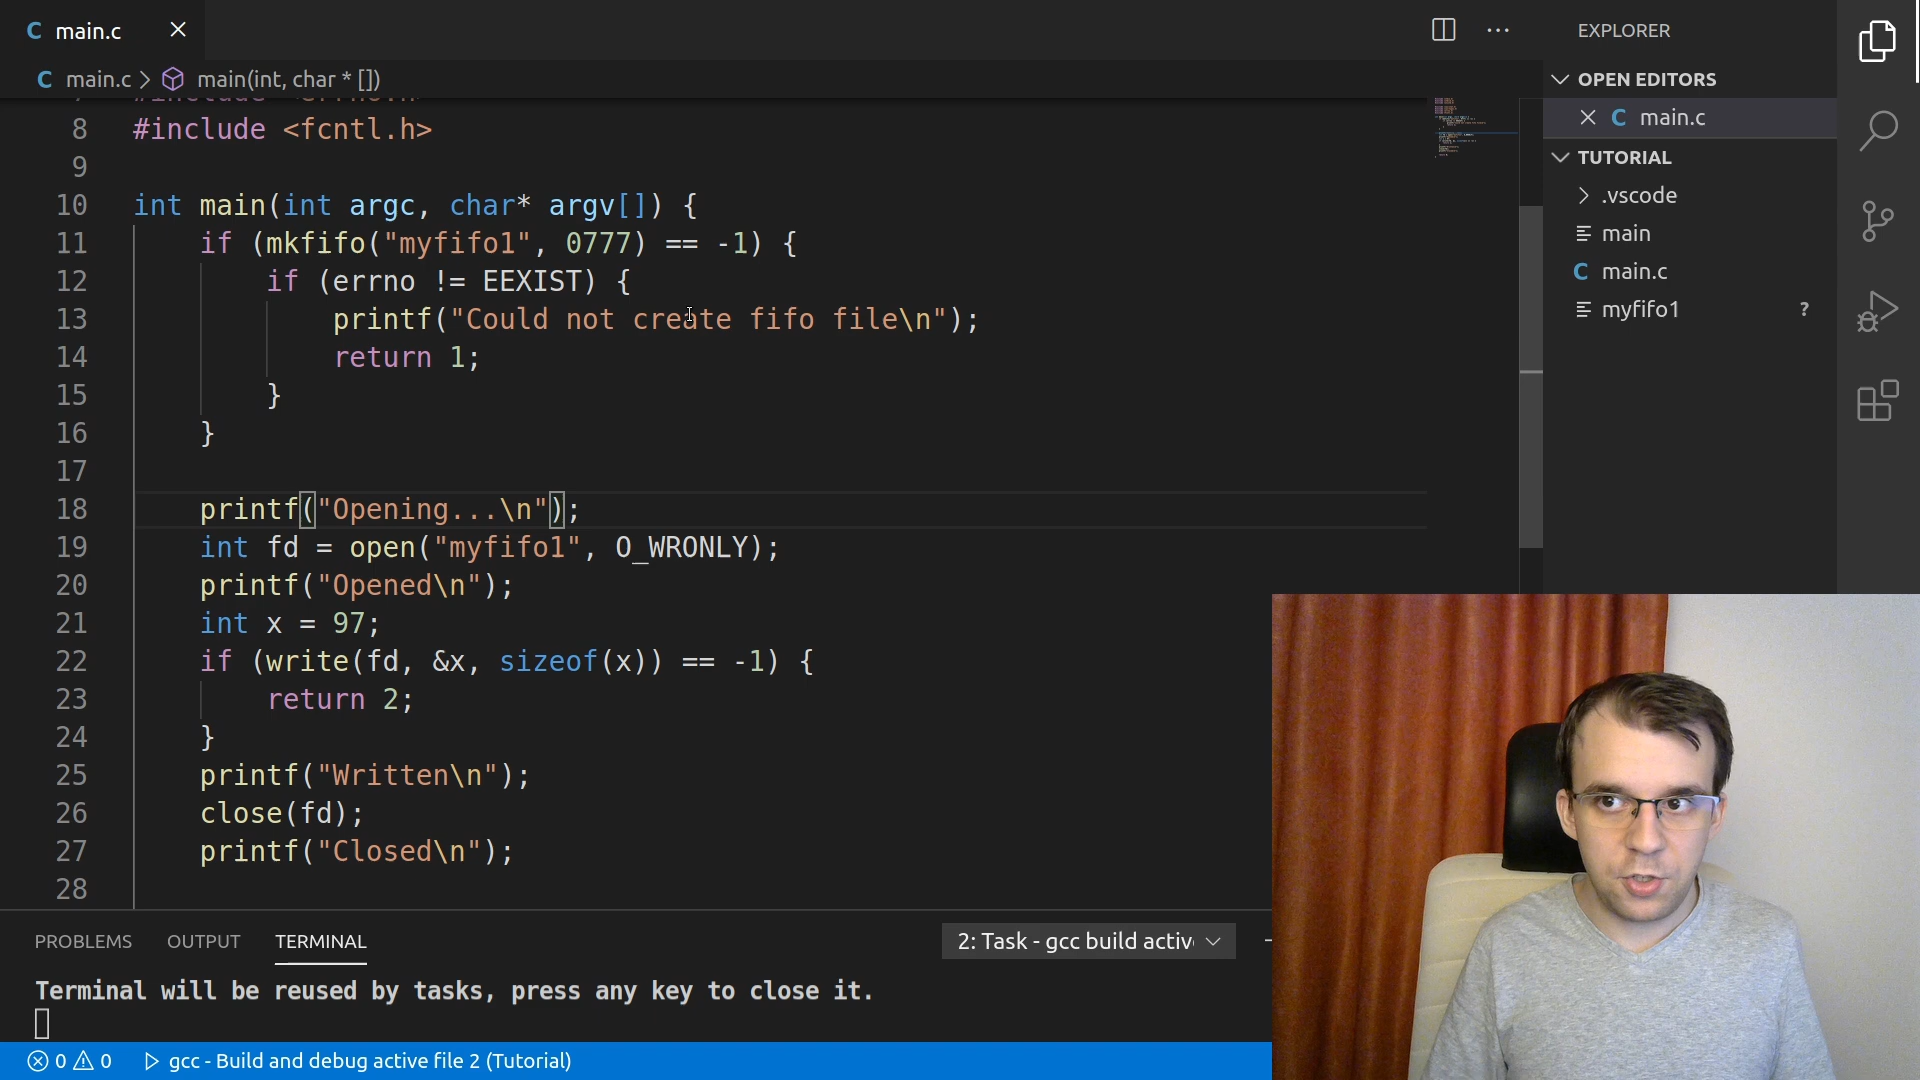 C main.c
EXPLORER
C main.c > main(int, char * [])
OPEN EDITORS
C main.c
TUTORIAL
.vscode
main
C main.c
myfifo1 ?
8 #include <fcntl.h>
9
10 int main(int argc, char* argv[]) {
11 if (mkfifo("myfifo1", 0777) == -1) {
12 if (errno != EEXIST) {
13 printf("Could not create fifo file\n");
14 return 1;
15 }
16 }
17
18 printf("Opening...\n");
19 int fd = open("myfifo1", O_WRONLY);
20 printf("Opened\n");
21 int x = 97;
22 if (write(fd, &x, sizeof(x)) == -1) {
23 return 2;
24 }
25 printf("Written\n");
26 close(fd);
27 printf("Closed\n");
28
PROBLEMS OUTPUT TERMINAL 2: Task - gcc build activ
Terminal will be reused by tasks, press any key to close it.
0 0 gcc - Build and debug active file 2 (Tutorial)